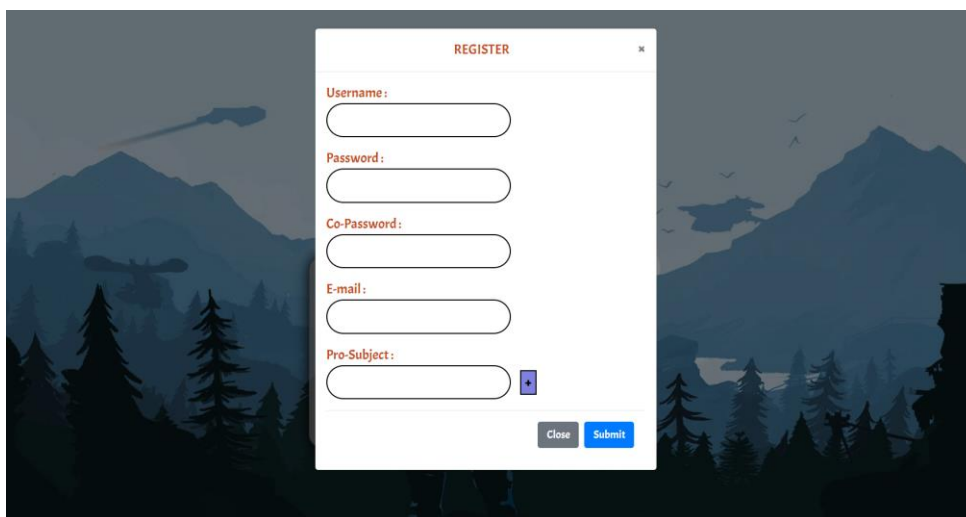 REGISTER ×
Username :
Password :
Co-Password :
E-mail :
Pro-Subject :
+
Close Submit